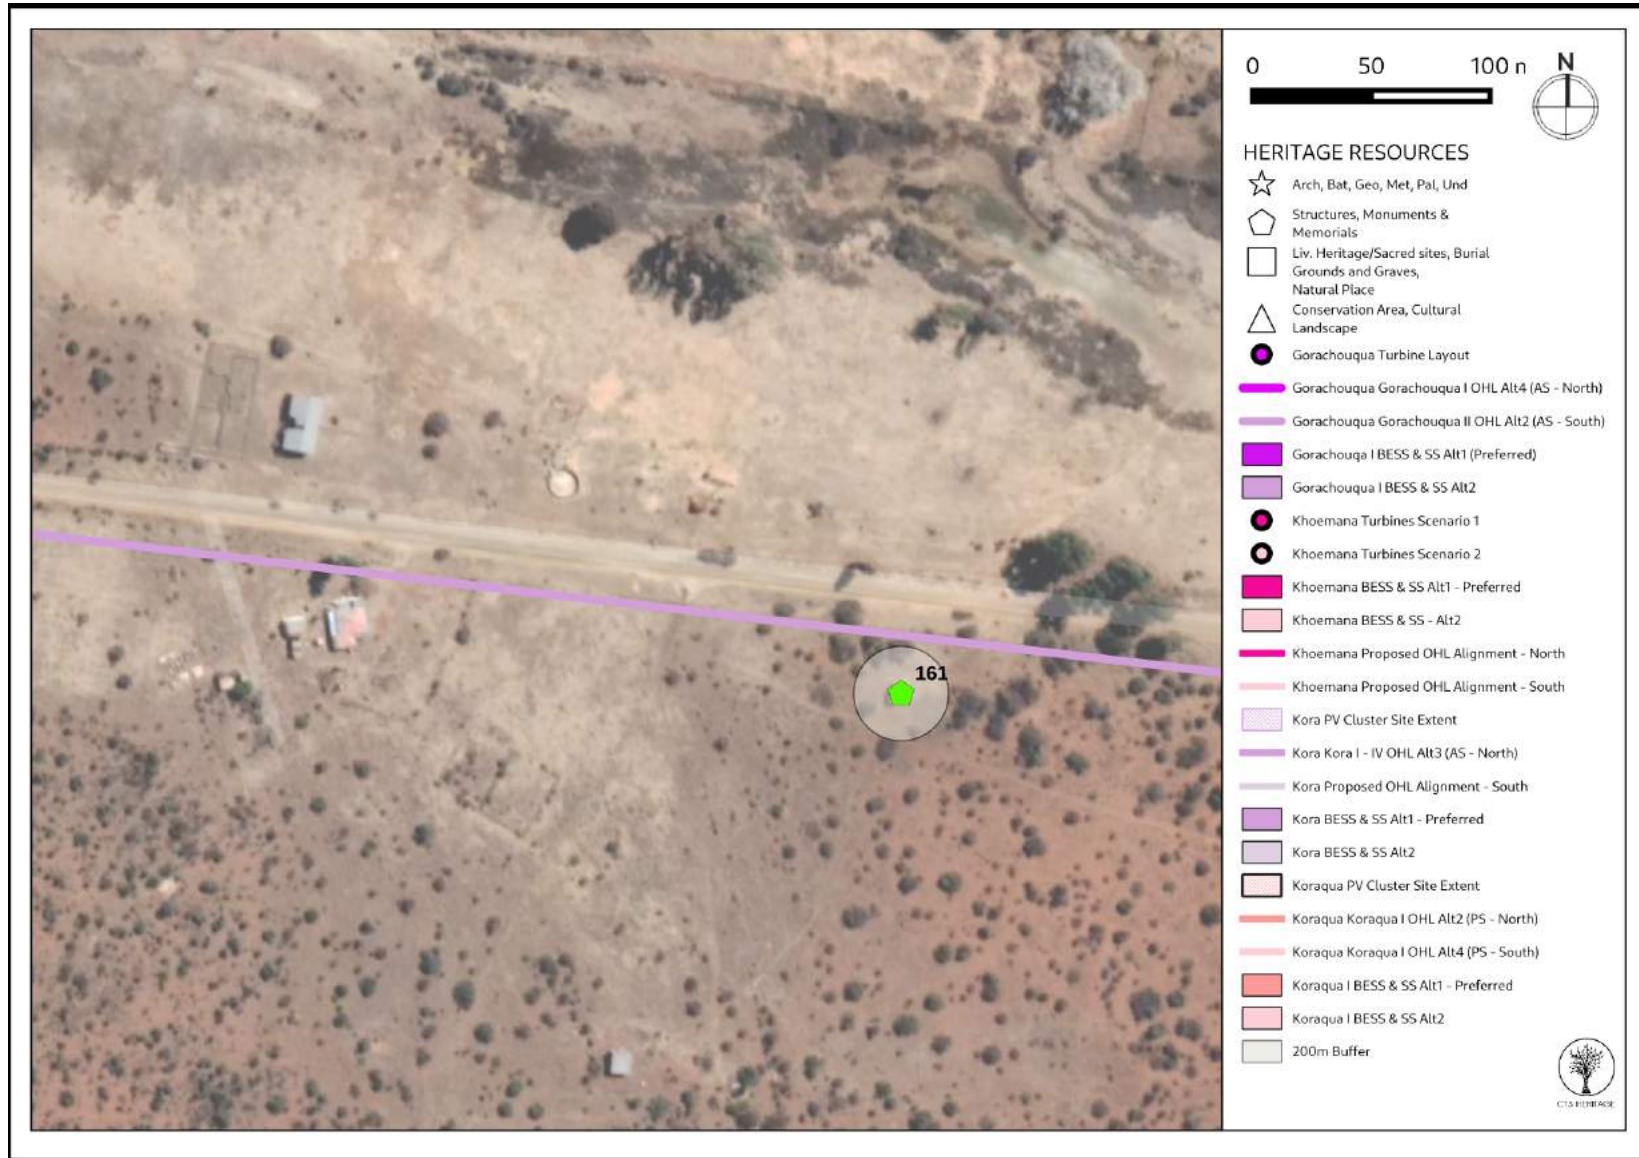 0 50 100 n
N
HERITAGE RESOURCES
Arch, Bat, Geo, Met, Pal, Und
Structures, Monuments &
Memorials
Liv. Heritage/Sacred sites, Burial
Grounds and Graves,
Natural Place
Conservation Area, Cultural
Landscape
Gorachouqua Turbine Layout
Gorachouqua Gorachouqua I OHL Alt4 (AS - North)
Gorachouqua Gorachouqua II OHL Alt2 (AS - South)
Gorachouqa I BESS & SS Alt1 (Preferred)
Gorachouqua I BESS & SS Alt2
Khoemana Turbines Scenario 1
Khoemana Turbines Scenario 2
Khoemana BESS & SS Alt1 - Preferred
Khoemana BESS & SS - Alt2
Khoemana Proposed OHL Alignment - North
Khoemana Proposed OHL Alignment - South
Kora PV Cluster Site Extent
Kora Kora I - IV OHL Alt3 (AS - North)
Kora Proposed OHL Alignment - South
Kora BESS & SS Alt1 - Preferred
Kora BESS & SS Alt2
Koraqua PV Cluster Site Extent
Koraqua Koraqua I OHL Alt2 (PS - North)
Koraqua Koraqua I OHL Alt4 (PS - South)
Koraqua I BESS & SS Alt1 - Preferred
Koraqua I BESS & SS Alt2
200m Buffer
CTS HERITAGE
161